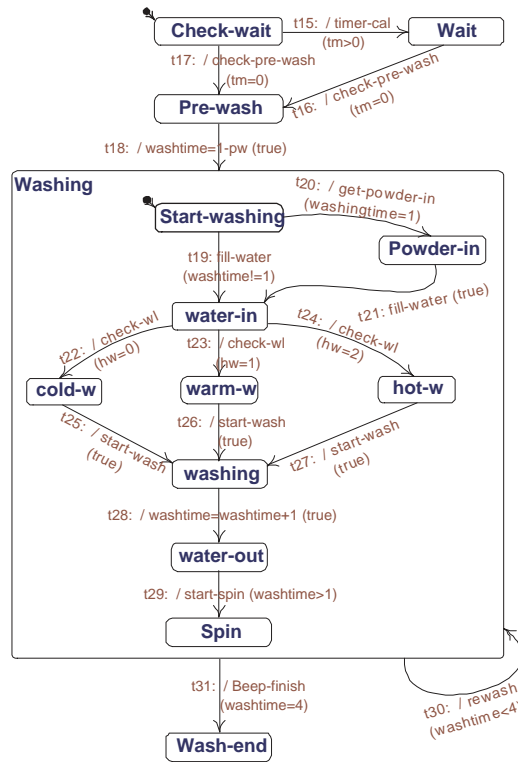 Check-wait
t15: / timer-cal
(tm>0)
Wait
t17: / check-pre-wash
(tm=0)
t16: / check-pre-wash
(tm=0)
Pre-wash
t18: / washtime=1-pw (true)
Washing
Start-washing
t20: / get-powder-in
(washingtime=1)
Powder-in
t19: fill-water
(washtime!=1)
t21: fill-water (true)
water-in
t22: / check-wl
(hw=0)
t23: / check-wl
(hw=1)
t24: / check-wl
(hw=2)
cold-w
warm-w
hot-w
t25: / start-wash
(true)
t26: / start-wash
(true)
t27: / start-wash
(true)
washing
t28: / washtime=washtime+1 (true)
water-out
t29: / start-spin (washtime>1)
Spin
t31: / Beep-finish
(washtime=4)
t30: / rewash
(washtime<4)
Wash-end